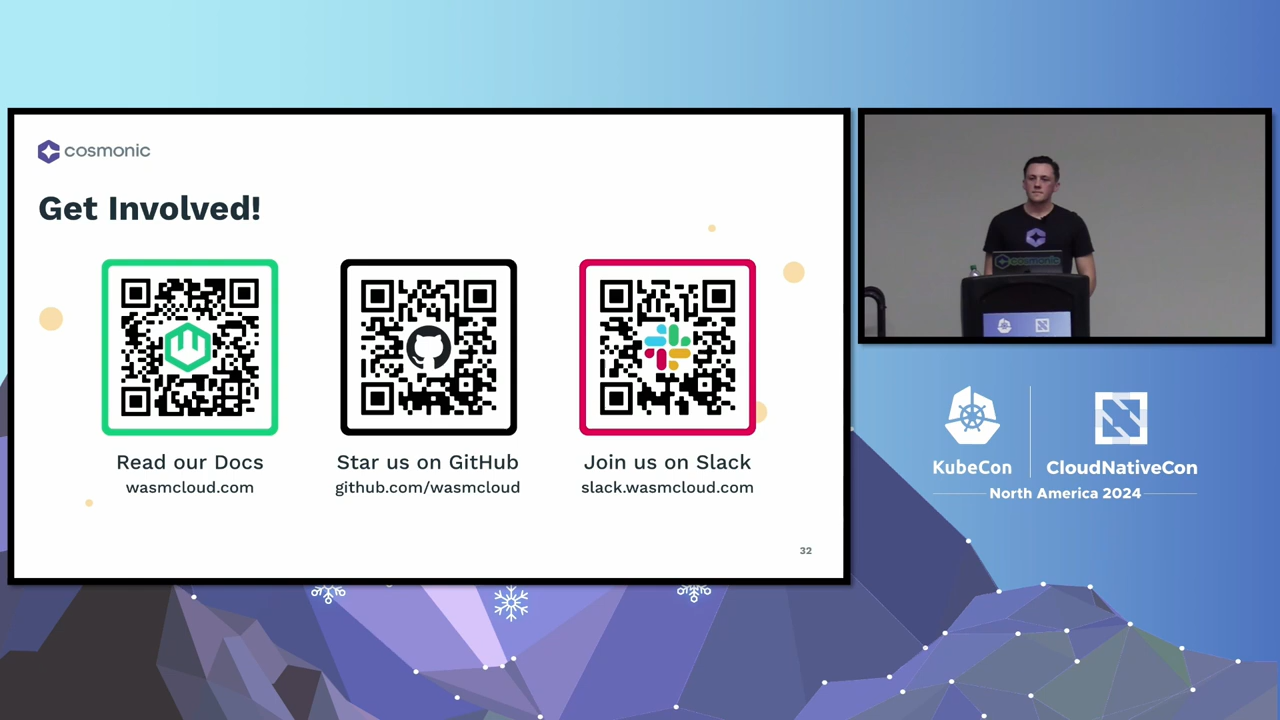 cosmonic
Get Involved!
Read our Docs
wasmcloud.com
Star us on GitHub
github.com/wasmcloud
Join us on Slack
slack.wasmcloud.com
32
cosmonic
KubeCon
CloudNativeCon
North America 2024